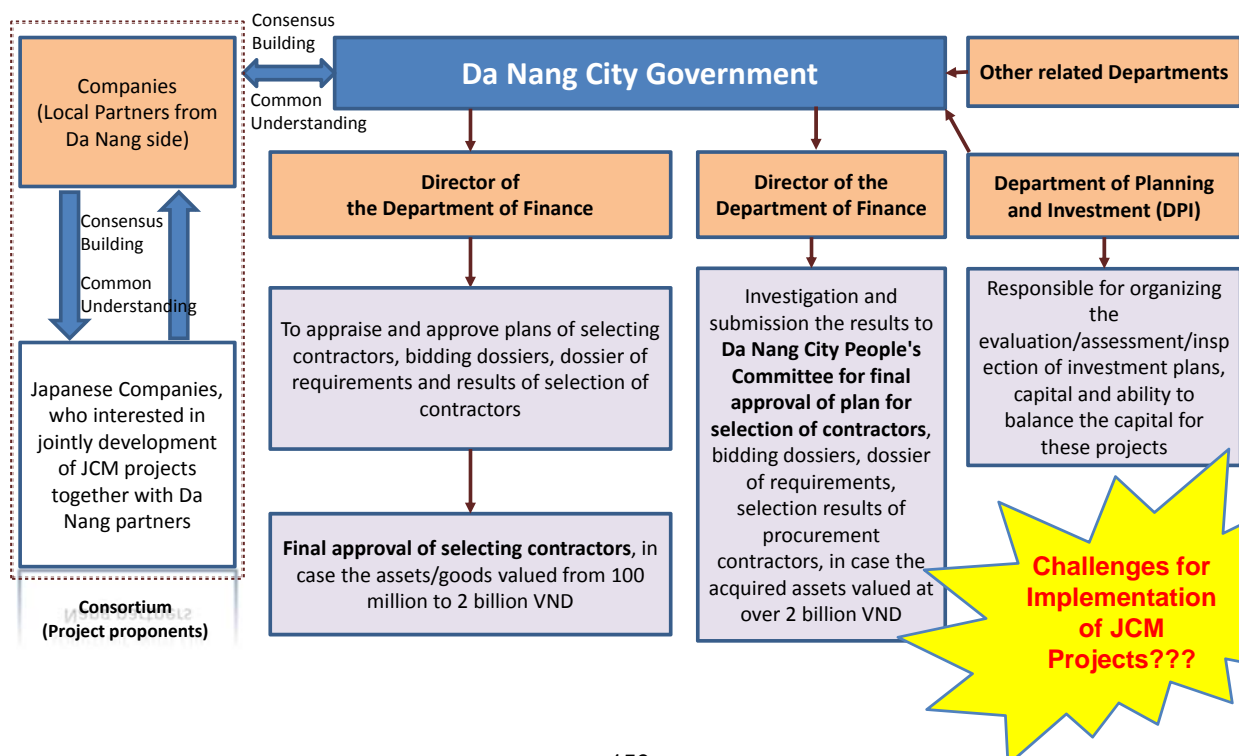 Consensus
Building
Common
Understanding
Companies
(Local Partners from
Da Nang side)
Consensus
Building
Common
Understanding
Japanese Companies,
who interested in
jointly development
of JCM projects
together with Da
Nang partners
Nang partners
Consortium
(Project proponents)
Da Nang City Government
Other related Departments
Director of
the Department of Finance
To appraise and approve plans of selecting
contractors, bidding dossiers, dossier of
requirements and results of selection of
contractors
Final approval of selecting contractors, in
case the assets/goods valued from 100
million to 2 billion VND
Director of the
Department of Finance
Investigation and
submission the results to
Da Nang City People's
Committee for final
approval of plan for
selection of contractors,
bidding dossiers, dossier
of requirements,
selection results of
procurement
contractors, in case the
acquired assets valued at
over 2 billion VND
Department of Planning
and Investment (DPI)
Responsible for organizing
the
evaluation/assessment/insp
ection of investment plans,
capital and ability to
balance the capital for
these projects
Challenges for
Implementation
of JCM
Projects???